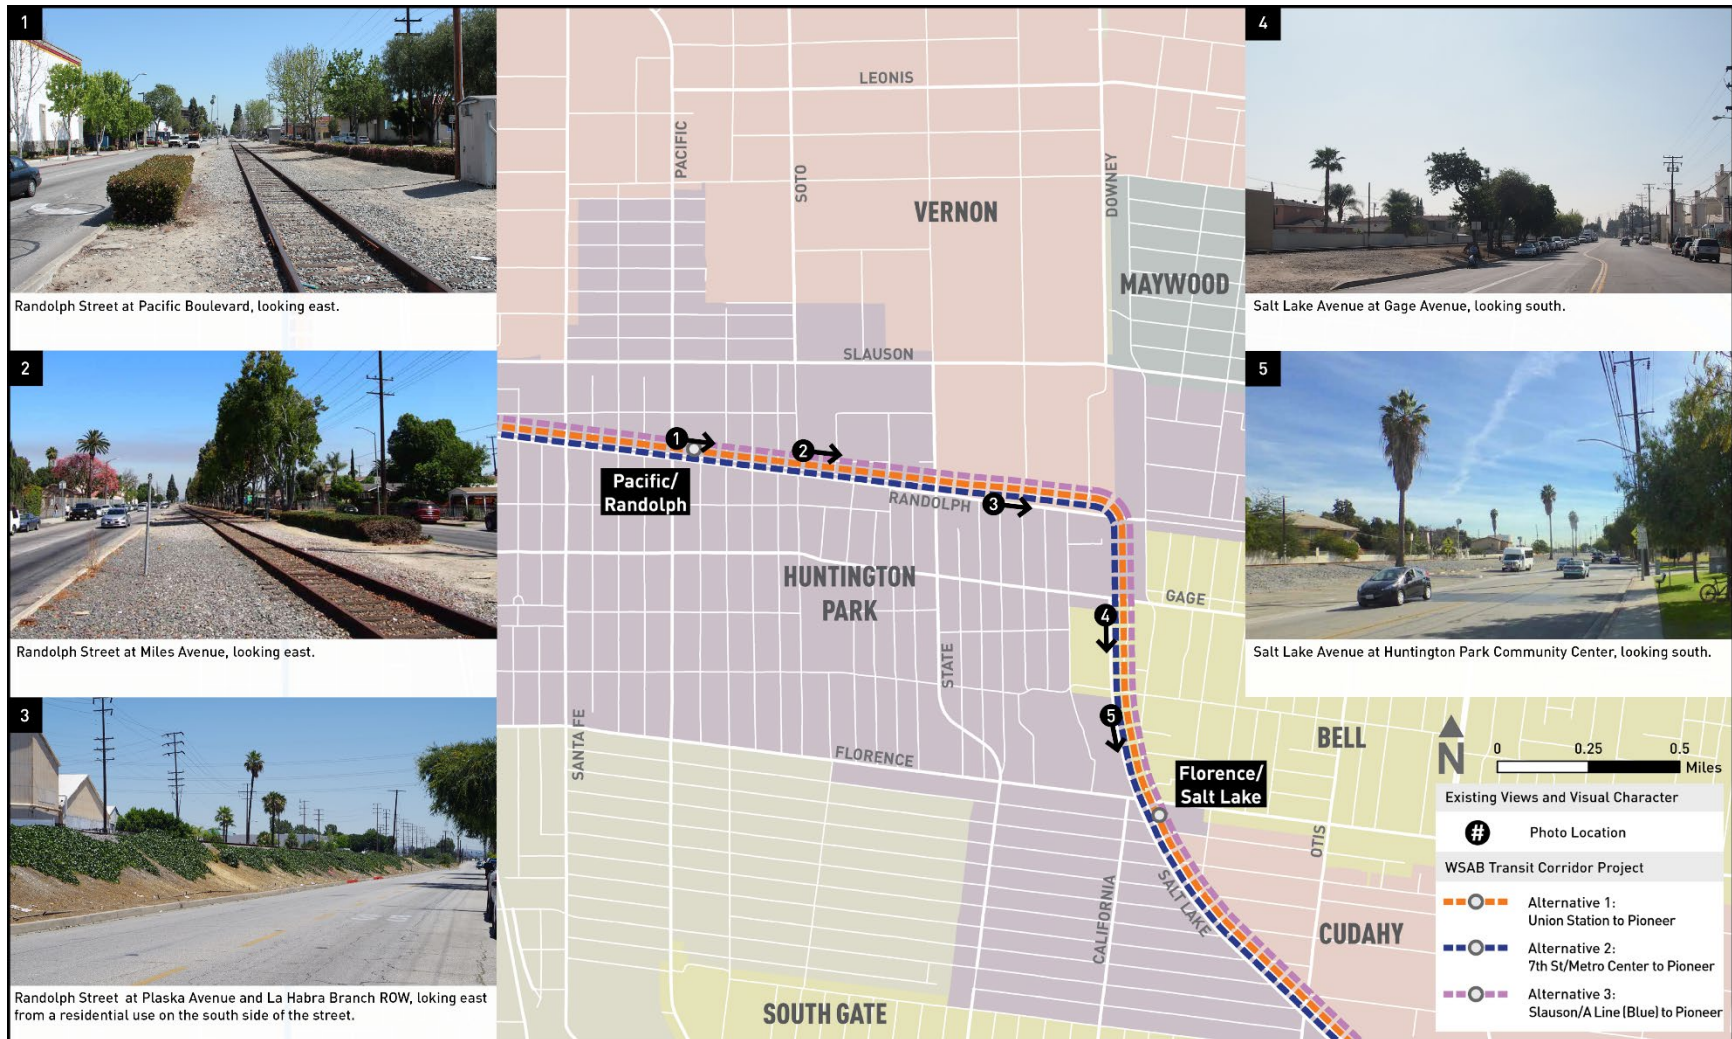 1
Randolph Street at Pacific Boulevard, looking east.
2
Randolph Street at Miles Avenue, looking east.
3
Randolph Street at Plaska Avenue and La Habra Branch ROW, loking east
from a residential use on the south side of the street.
4
Salt Lake Avenue at Gage Avenue, looking south.
5
Salt Lake Avenue at Huntington Park Community Center, looking south.
LEONIS
PACIFIC
SOTO
DOWNEY
VERNON
MAYWOOD
SLAUSON
1
2
Pacific/
Randolph
RANDOLPH
3
HUNTINGTON
PARK
GAGE
4
STATE
5
SANTA FE
FLORENCE
BELL
Florence/
Salt Lake
OTIS
SALT LAKE
CALIFORNIA
CUDAHY
SOUTH GATE
N
0 0.25 0.5
Miles
Existing Views and Visual Character
# Photo Location
WSAB Transit Corridor Project
Alternative 1:
Union Station to Pioneer
Alternative 2:
7th St/Metro Center to Pioneer
Alternative 3:
Slauson/A Line (Blue) to Pioneer